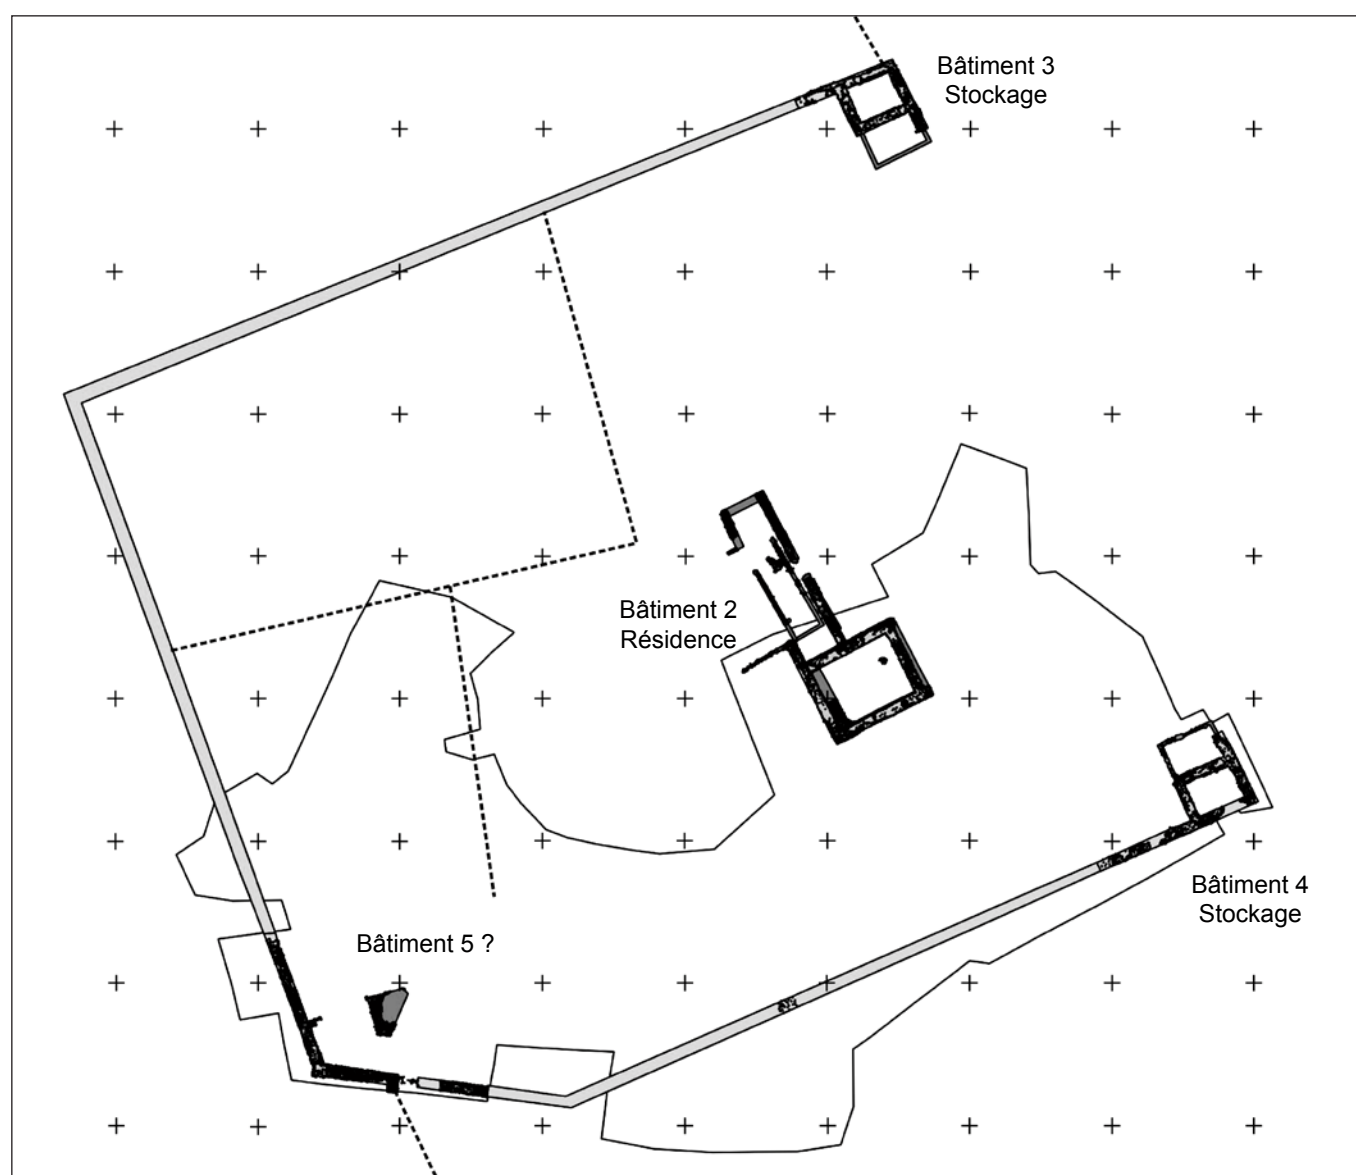 Bâtiment 3
Stockage
Bâtiment 2
Résidence
Bâtiment 4
Stockage
Bâtiment 5 ?